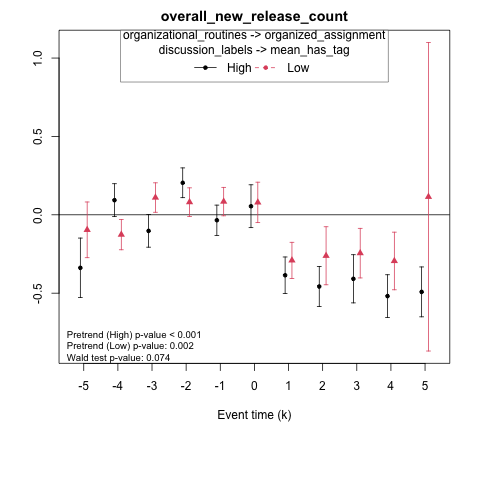 overall_new_release_count
organizational_routines -> organized_assignment
discussion_labels -> mean_has_tag
High
Low
1.0
0.5
0.0
-0.5
Pretrend (High) p-value < 0.001
Pretrend (Low) p-value: 0.002
Wald test p-value: 0.074
-5 -4 -3 -2 -1 0 1 2 3 4 5
Event time (k)